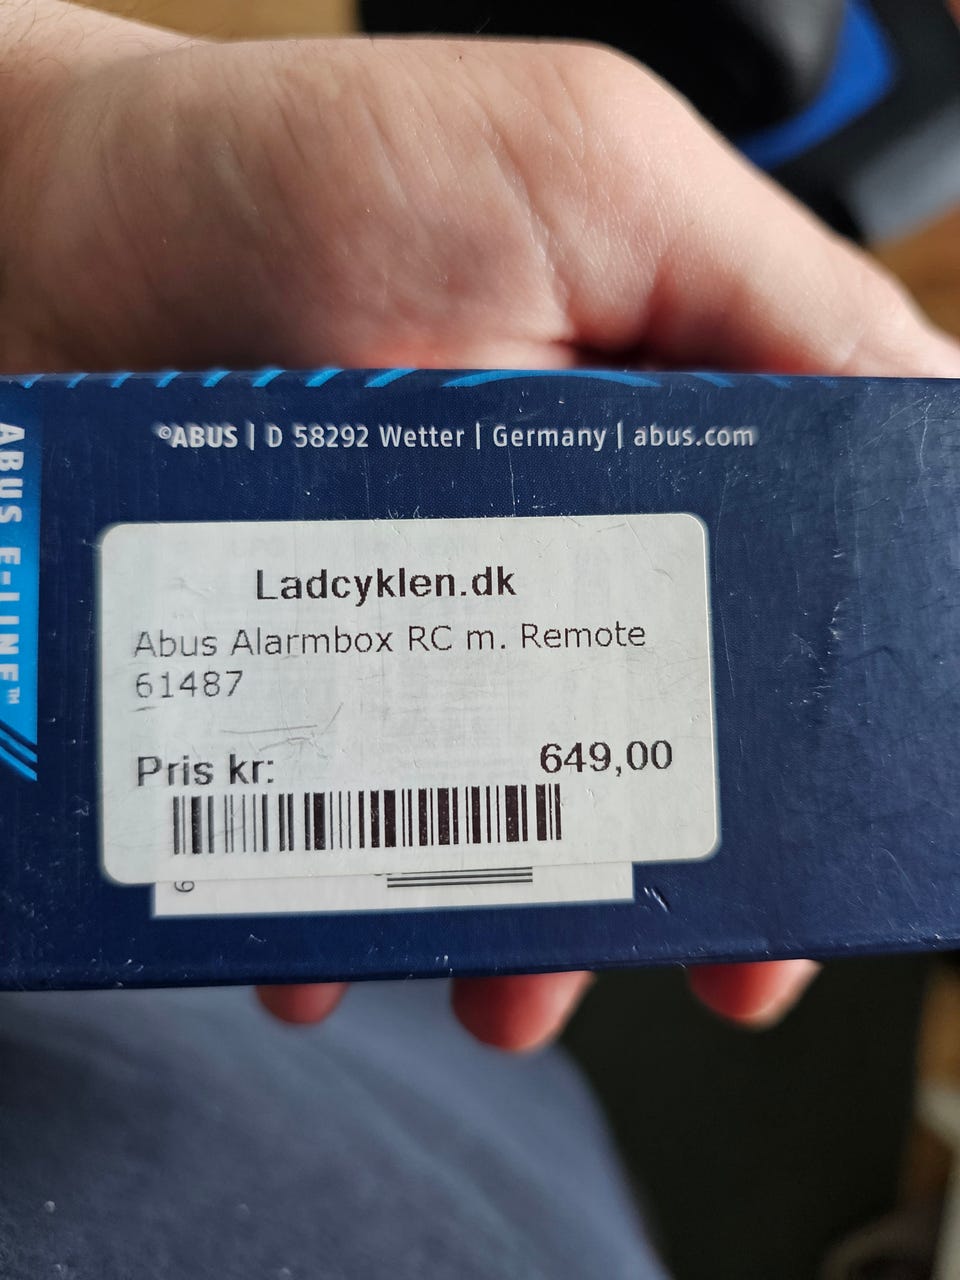 ©ABUS | D 58292 Wetter | Germany | abus.com
ABUS E-LINE™
Ladcyklen.dk
Abus Alarmbox RC m. Remote
61487
Pris kr: 649,00
6